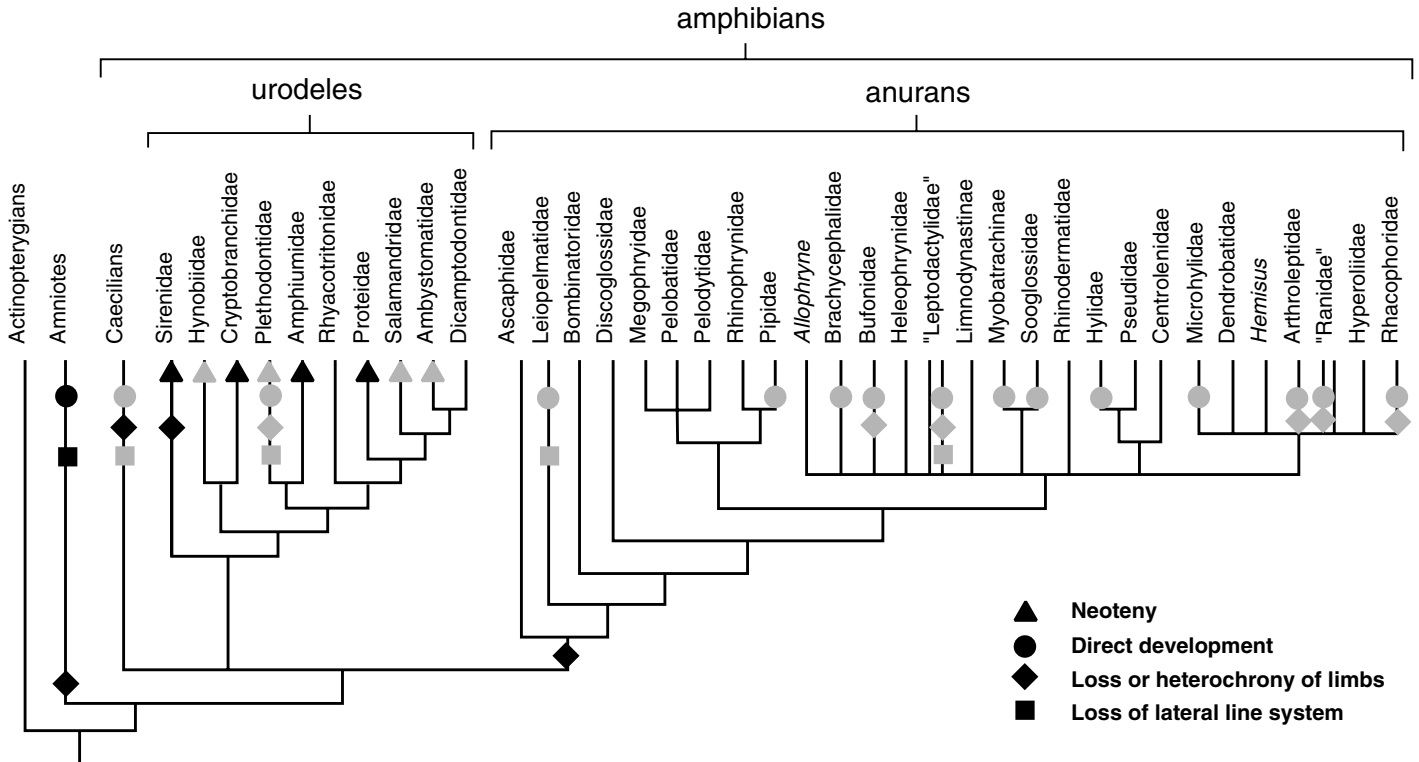 amphibians
urodeles
anurans
Actinopterygians
Amniotes
Caecilians
Sirenidae
Hynobiidae
Cryptobranchidae
Plethodontidae
Amphiumidae
Rhyacotritonidae
Proteidae
Salamandridae
Ambystomatidae
Dicamptodontidae
Ascaphidae
Leiopelmatidae
Bombinatoridae
Discoglossidae
Megophryidae
Pelobatidae
Pelodytidae
Rhinophrynidae
Pipidae
Allophryne
Brachycephalidae
Bufonidae
Heleophrynidae
"Leptodactylidae"
Limnodynastinae
Myobatrachinae
Sooglossidae
Rhinodermatidae
Hylidae
Pseudidae
Centrolenidae
Microhylidae
Dendrobatidae
Hemisus
Arthroleptidae
"Ranidae"
Hyperoliidae
Rhacophoridae
Neoteny
Direct development
Loss or heterochrony of limbs
Loss of lateral line system